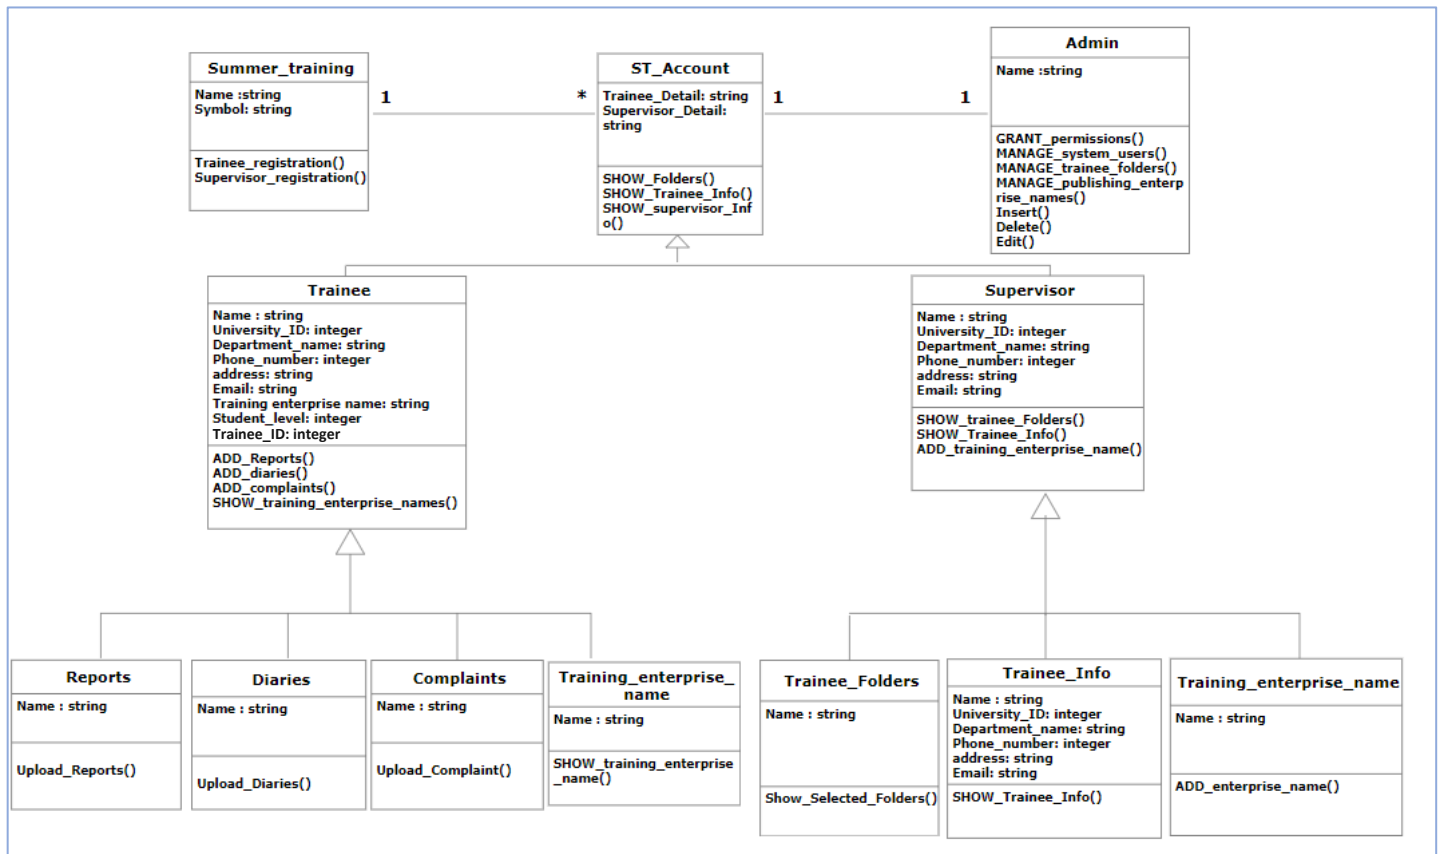 Summer_training
Name :string
Symbol: string
Trainee_registration()
Supervisor_registration()
1
*
ST_Account
Trainee_Detail: string
Supervisor_Detail:
string
SHOW_Folders()
SHOW_Trainee_Info()
SHOW_supervisor_Inf
o()
1
1
Admin
Name :string
GRANT_permissions()
MANAGE_system_users()
MANAGE_trainee_folders()
MANAGE_publishing_enterp
rise_names()
Insert()
Delete()
Edit()
Trainee
Name : string
University_ID: integer
Department_name: string
Phone_number: integer
address: string
Email: string
Training enterprise name: string
Student_level: integer
Trainee_ID: integer
ADD_Reports()
ADD_diaries()
ADD_complaints()
SHOW_training_enterprise_names()
Supervisor
Name : string
University_ID: integer
Department_name: string
Phone_number: integer
address: string
Email: string
SHOW_trainee_Folders()
SHOW_Trainee_Info()
ADD_training_enterprise_name()
Reports
Name : string
Upload_Reports()
Diaries
Name : string
Upload_Diaries()
Complaints
Name : string
Upload_Complaint()
Training_enterprise_
name
Name : string
SHOW_training_enterprise
_name()
Trainee_Folders
Name : string
Show_Selected_Folders()
Trainee_Info
Name : string
University_ID: integer
Department_name: string
Phone_number: integer
address: string
Email: string
SHOW_Trainee_Info()
Training_enterprise_name
Name : string
ADD_enterprise_name()